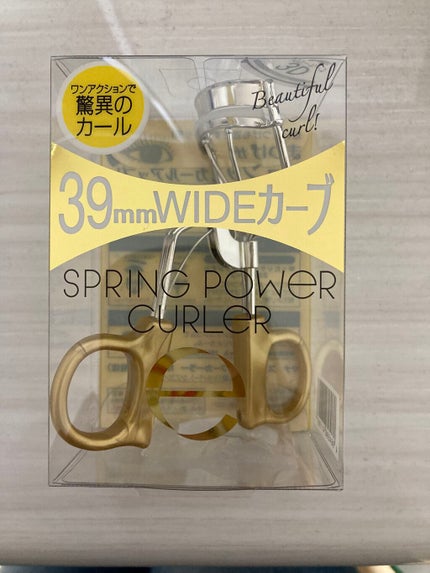 ワンアクションで
驚異の
カール
Beautiful
curl!
39mmWIDEカーブ
SPRING POWER
CURLER
e